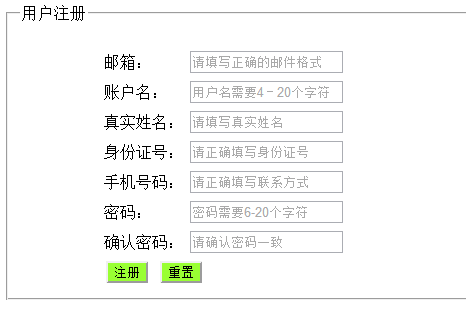 用户注册
邮箱： 请填写正确的邮件格式
账户名： 用户名需要4－20个字符
真实姓名： 请填写真实姓名
身份证号： 请正确填写身份证号
手机号码： 请正确填写联系方式
密码： 密码需要6-20个字符
确认密码： 请确认密码一致
注册 重置